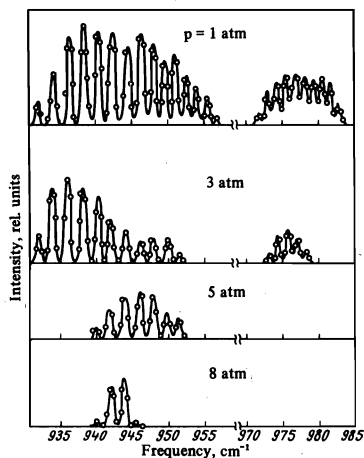 p = 1 atm
3 atm
5 atm
8 atm
Intensity, rel. units
935 940 945 950 955 970 975 980 985
Frequency, cm⁻¹